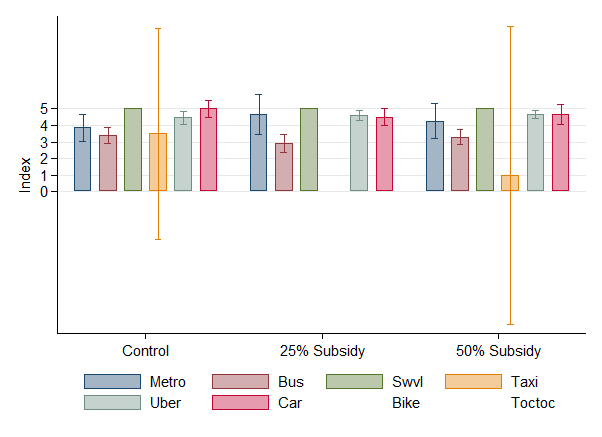 5
4
3
2
1
0
Index
Control 25% Subsidy 50% Subsidy
Metro Bus Swvl Taxi
Uber Car Bike Toctoc